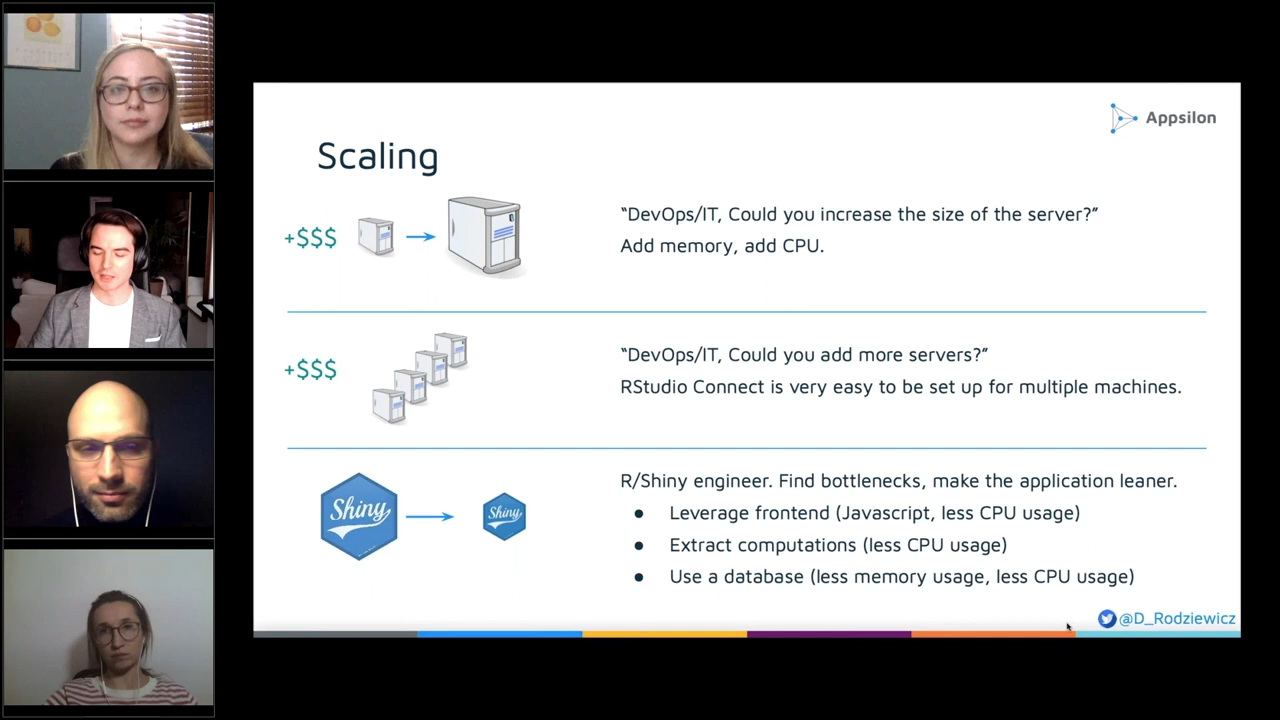 Appsilon
Scaling
+$$$
“DevOps/IT, Could you increase the size of the server?”
Add memory, add CPU.
+$$$
“DevOps/IT, Could you add more servers?”
RStudio Connect is very easy to be set up for multiple machines.
Shiny
Shiny
R/Shiny engineer. Find bottlenecks, make the application leaner.
● Leverage frontend (Javascript, less CPU usage)
● Extract computations (less CPU usage)
● Use a database (less memory usage, less CPU usage)
@D_Rodziewicz